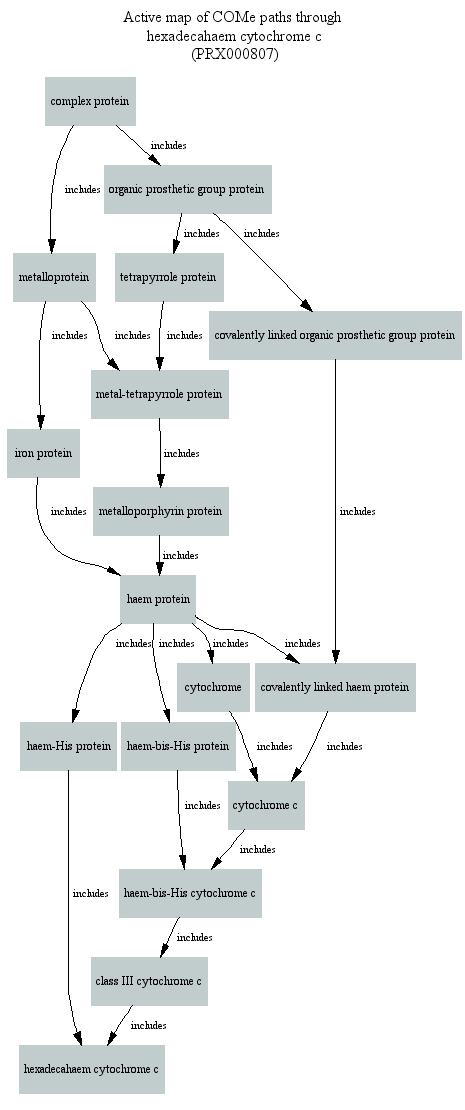 Active map of COMe paths through
hexadecahaem cytochrome c
(PRX000807)
complex protein
includes
includes
organic prosthetic group protein
includes
includes
metalloprotein
tetrapyrrole protein
covalently linked organic prosthetic group protein
includes
includes
includes
metal-tetrapyrrole protein
iron protein
includes
metalloporphyrin protein
includes
includes
includes
haem protein
includes
includes
includes
includes
cytochrome
covalently linked haem protein
haem-His protein
haem-bis-His protein
includes
includes
cytochrome c
includes
includes
haem-bis-His cytochrome c
includes
includes
class III cytochrome c
includes
hexadecahaem cytochrome c